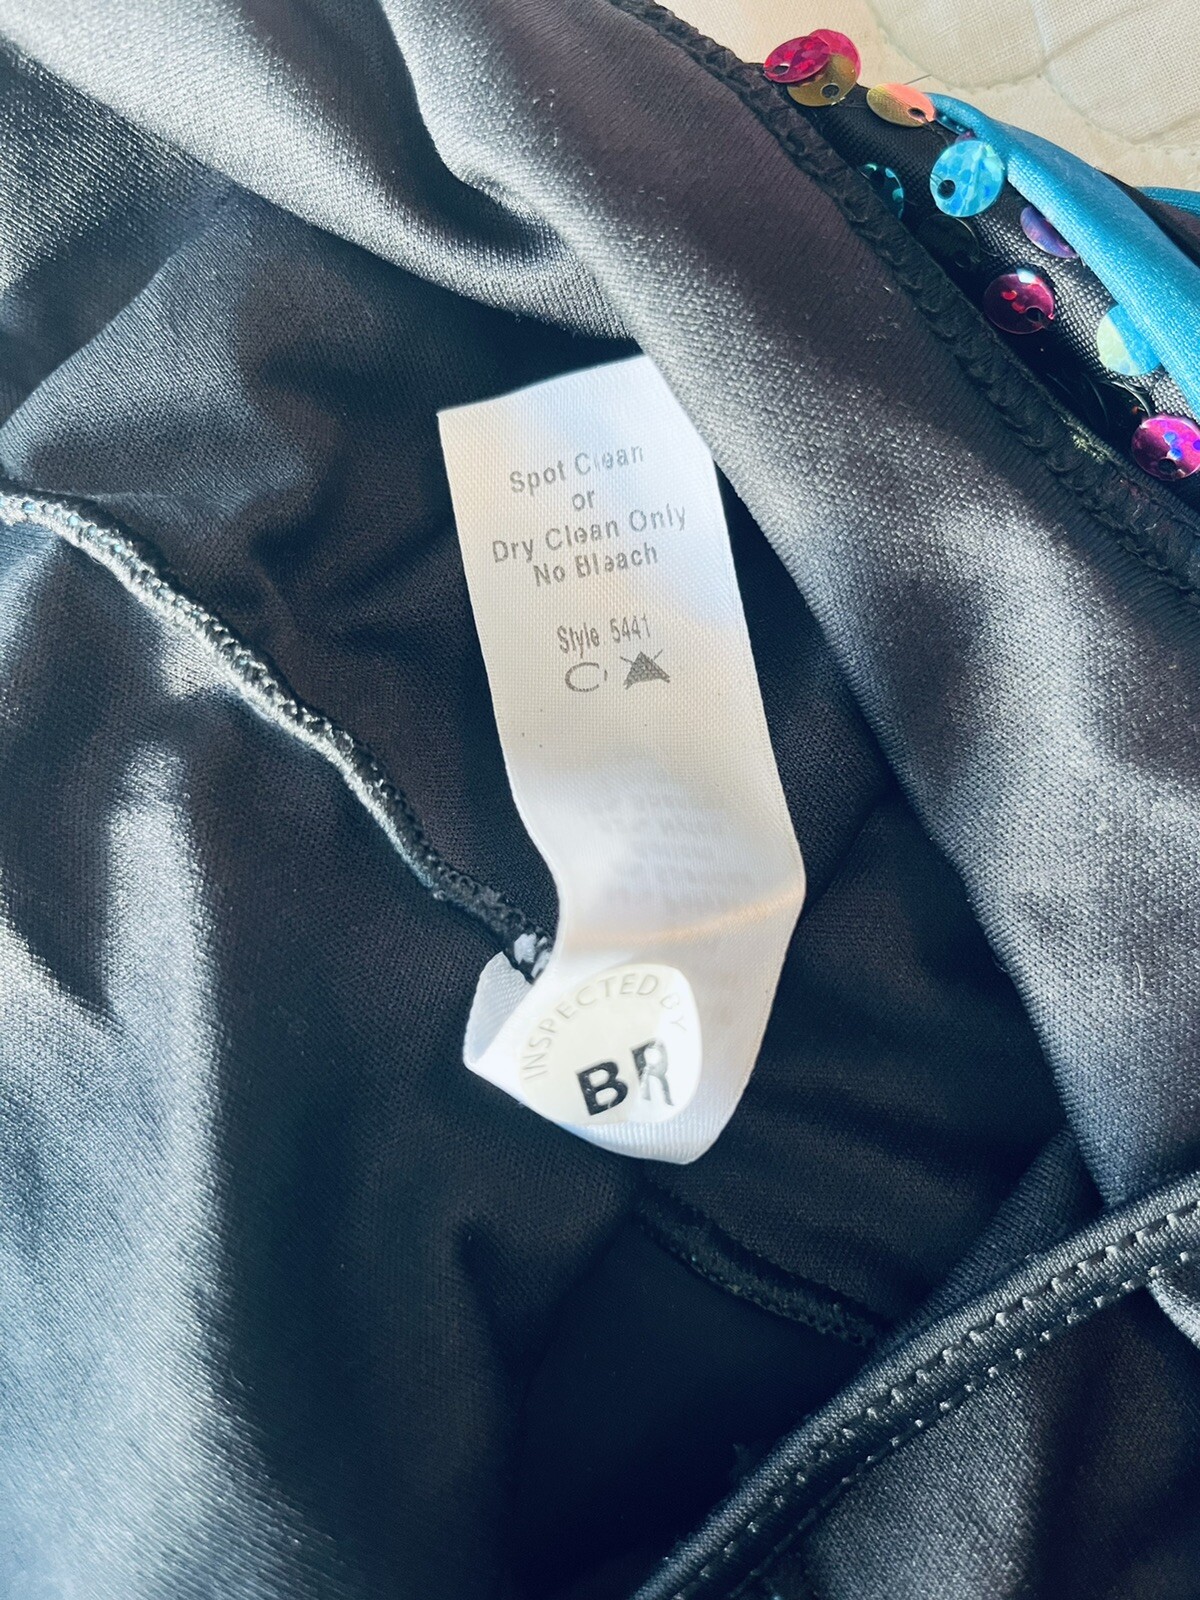 Spot Clean
or
Dry Clean Only
No Bleach
Style 5441
INSPECTED BY
BR